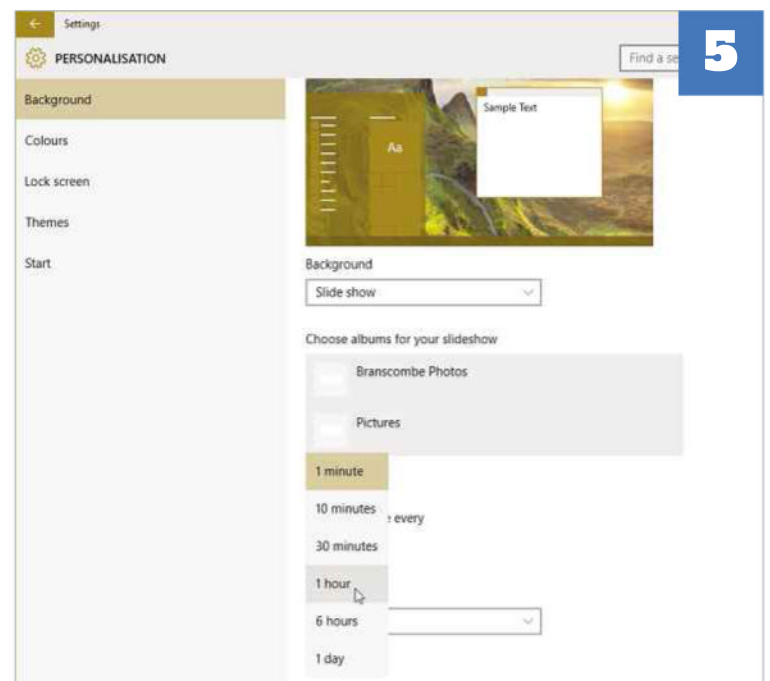 Settings
PERSONALISATION
Find a se
5
Background
Colours
Lock screen
Themes
Start
Sample Text
Aa
Background
Slide show
Choose albums for your slideshow
Branscombe Photos
Pictures
1 minute
10 minutes
every
30 minutes
1 hour
6 hours
1 day